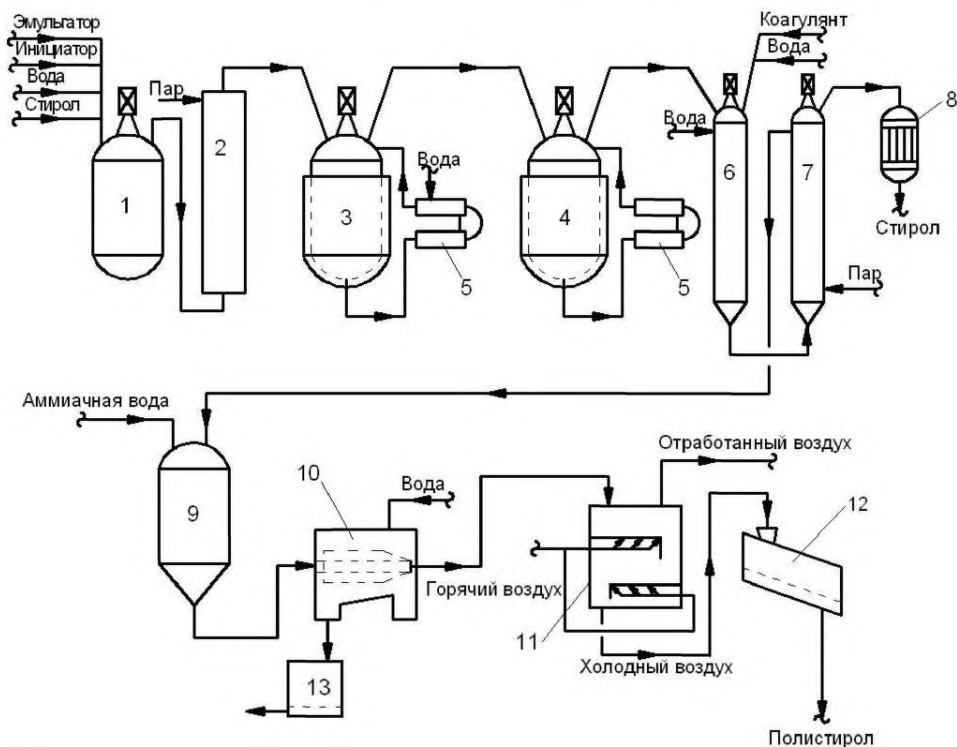 Эмульгатор
Инициатор
Вода
Стирол
Пар
Коагулянт
Вода
Вода
Вода
1
2
3
4
5
5
6
7
8
Стирол
Пар
Аммиачная вода
Отработанный воздух
9
10
Вода
Горячий воздух
11
12
Холодный воздух
13
Полистирол